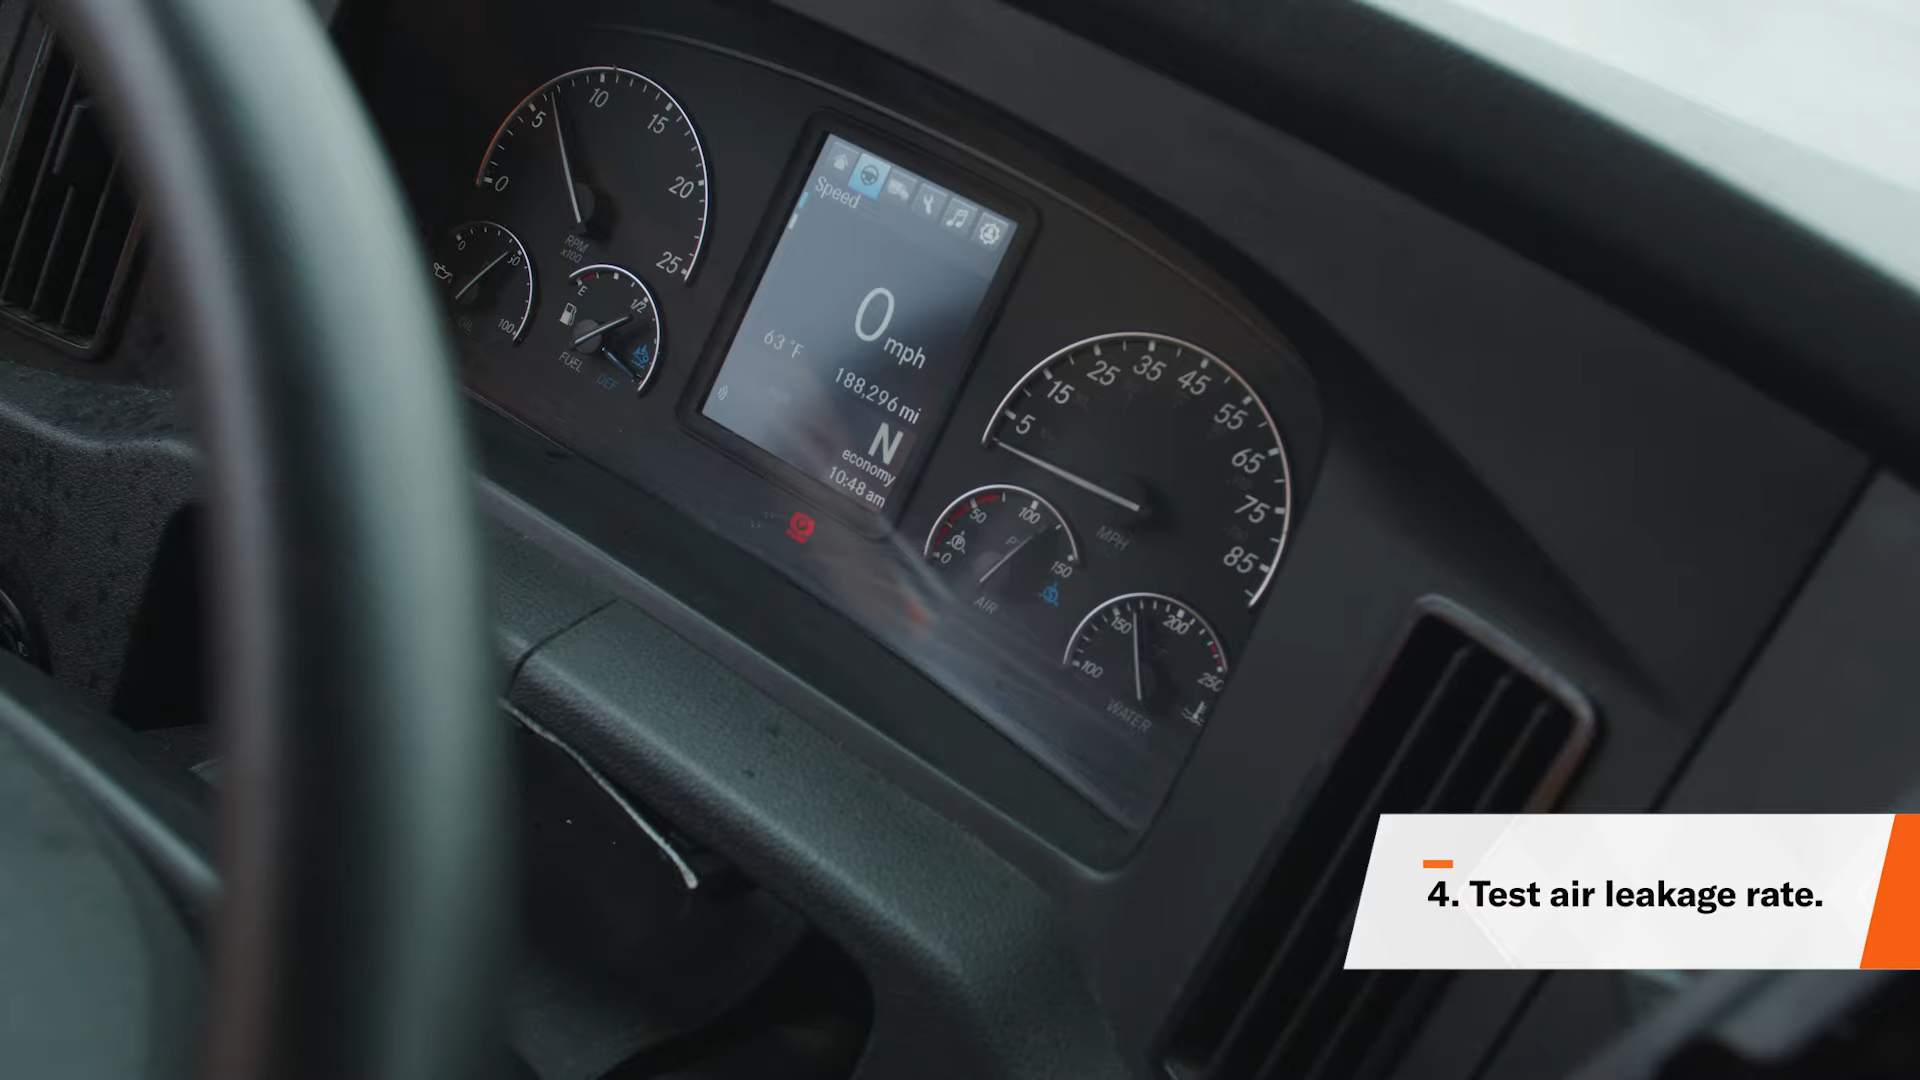 0
5
10
15
20
25
RPM
x100
0
50
100
OIL
E
1/2
FUEL
DEF
Speed
0 mph
63 °F
188,296 mi
N
economy
10:48 am
5
15
25
35
45
55
65
75
85
MPH
0
50
100
150
AIR
100
150
200
250
WATER
4. Test air leakage rate.